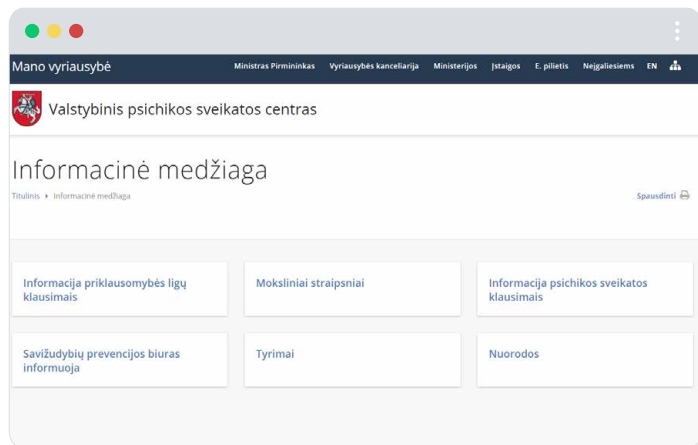 Mano vyriausybė
Ministras Pirmininkas Vyriausybės kanceliarija Ministerijos Įstaigos E. pilietis Neįgaliesiems EN
Valstybinis psichikos sveikatos centras
Informacinė medžiaga
Titulinis Informacinė medžiaga
Spausdinti
Informacija priklausomybės ligų
klausimais
Moksliniai straipsniai
Informacija psichikos sveikatos
klausimais
Savižudybių prevencijos biuras
informuoja
Tyrimai
Nuorodos